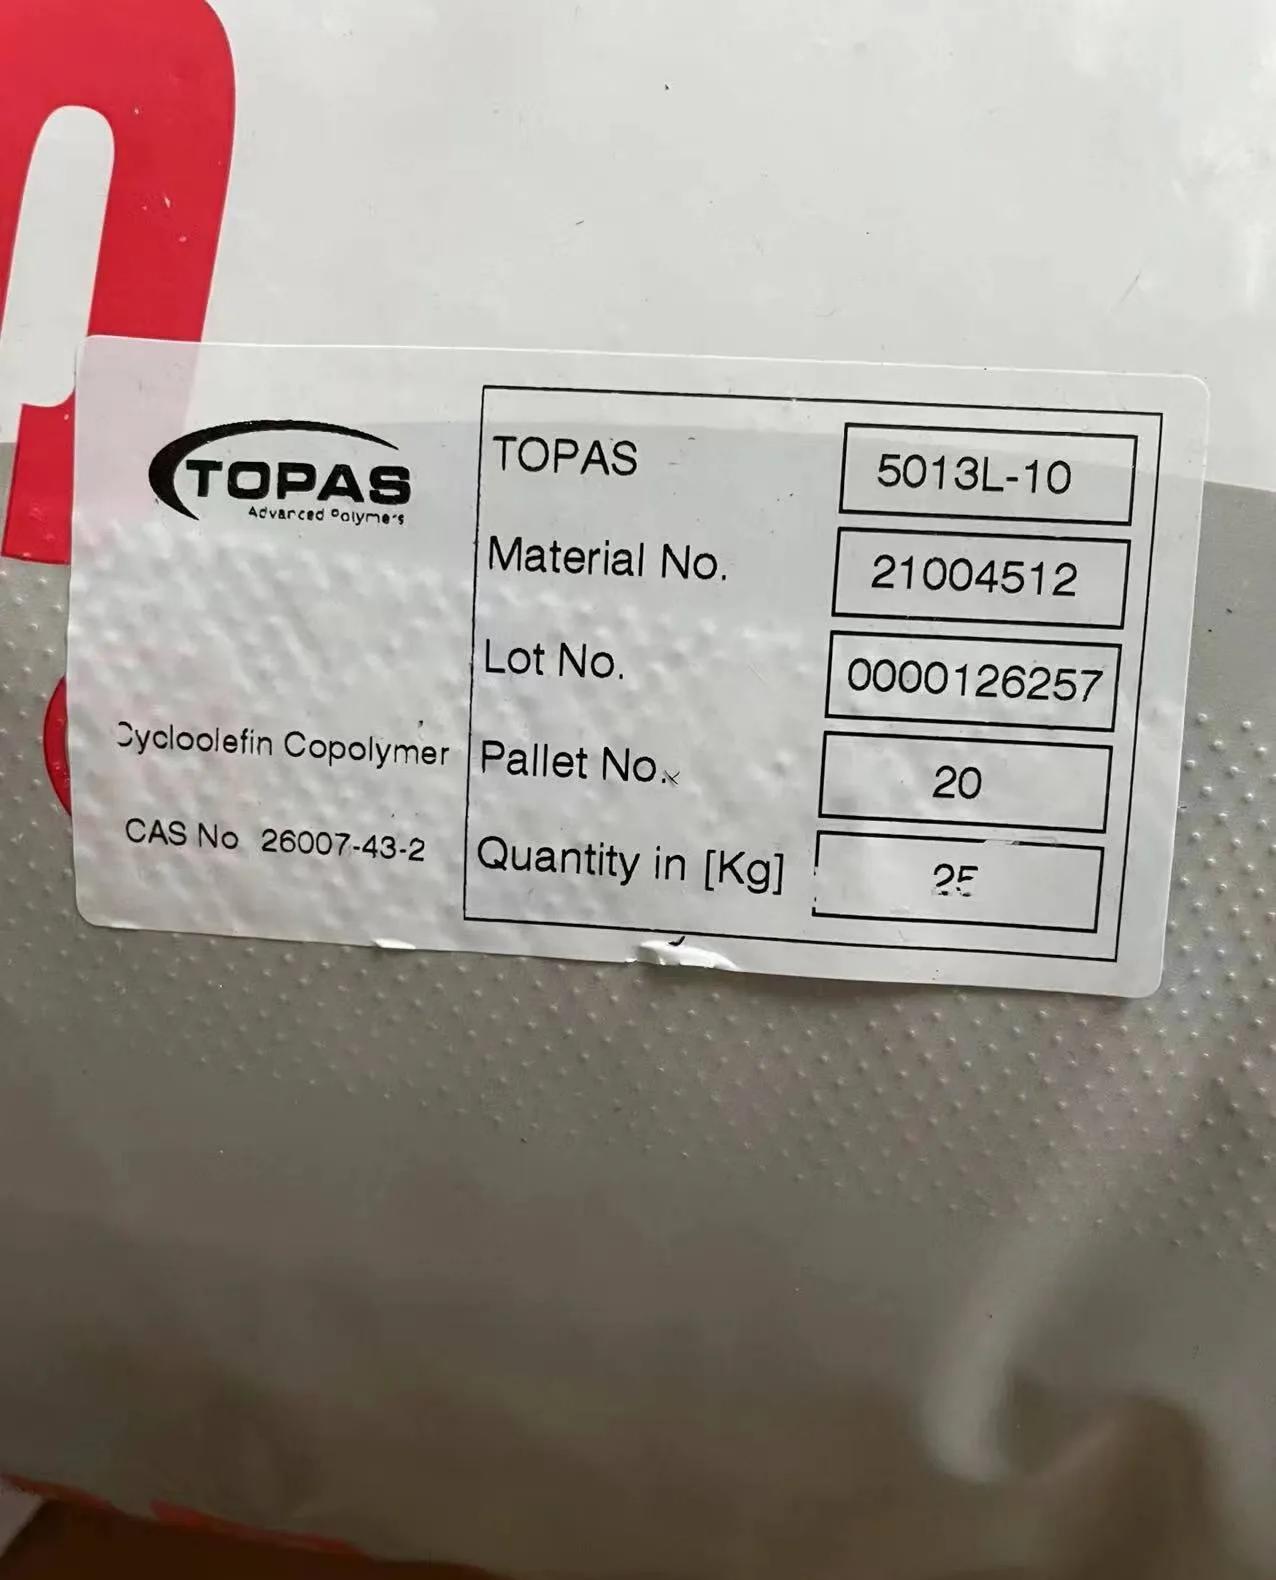 TOPAS
Advanced Polymers
Cycloolefin Copolymer
CAS No 26007-43-2
TOPAS 5013L-10
Material No. 21004512
Lot No. 0000126257
Pallet No. 20
Quantity in [Kg] 25